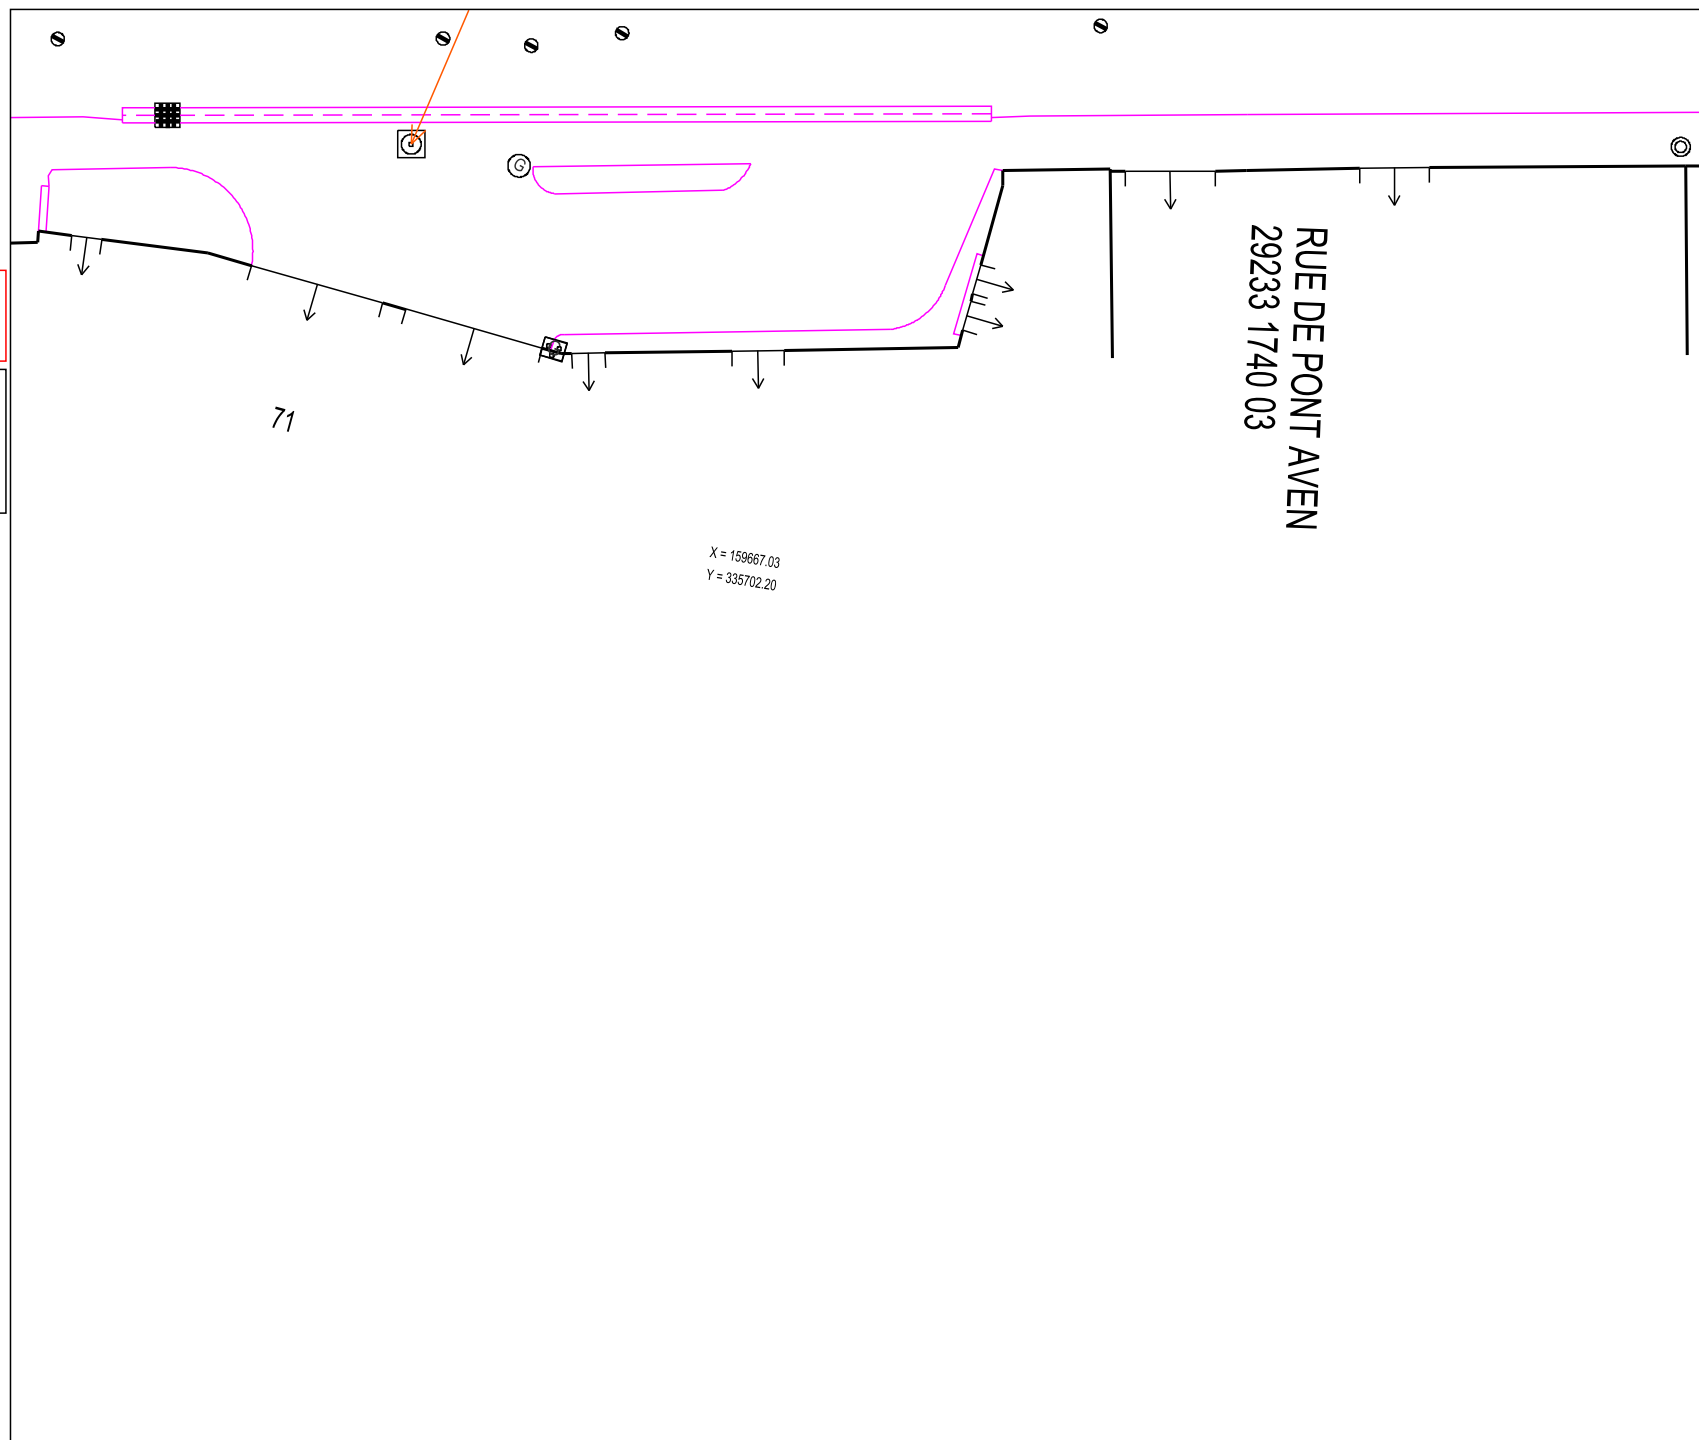 G
RUE DE PONT AVEN
29233 1740 03
71
X = 159667.03
Y = 335702.20